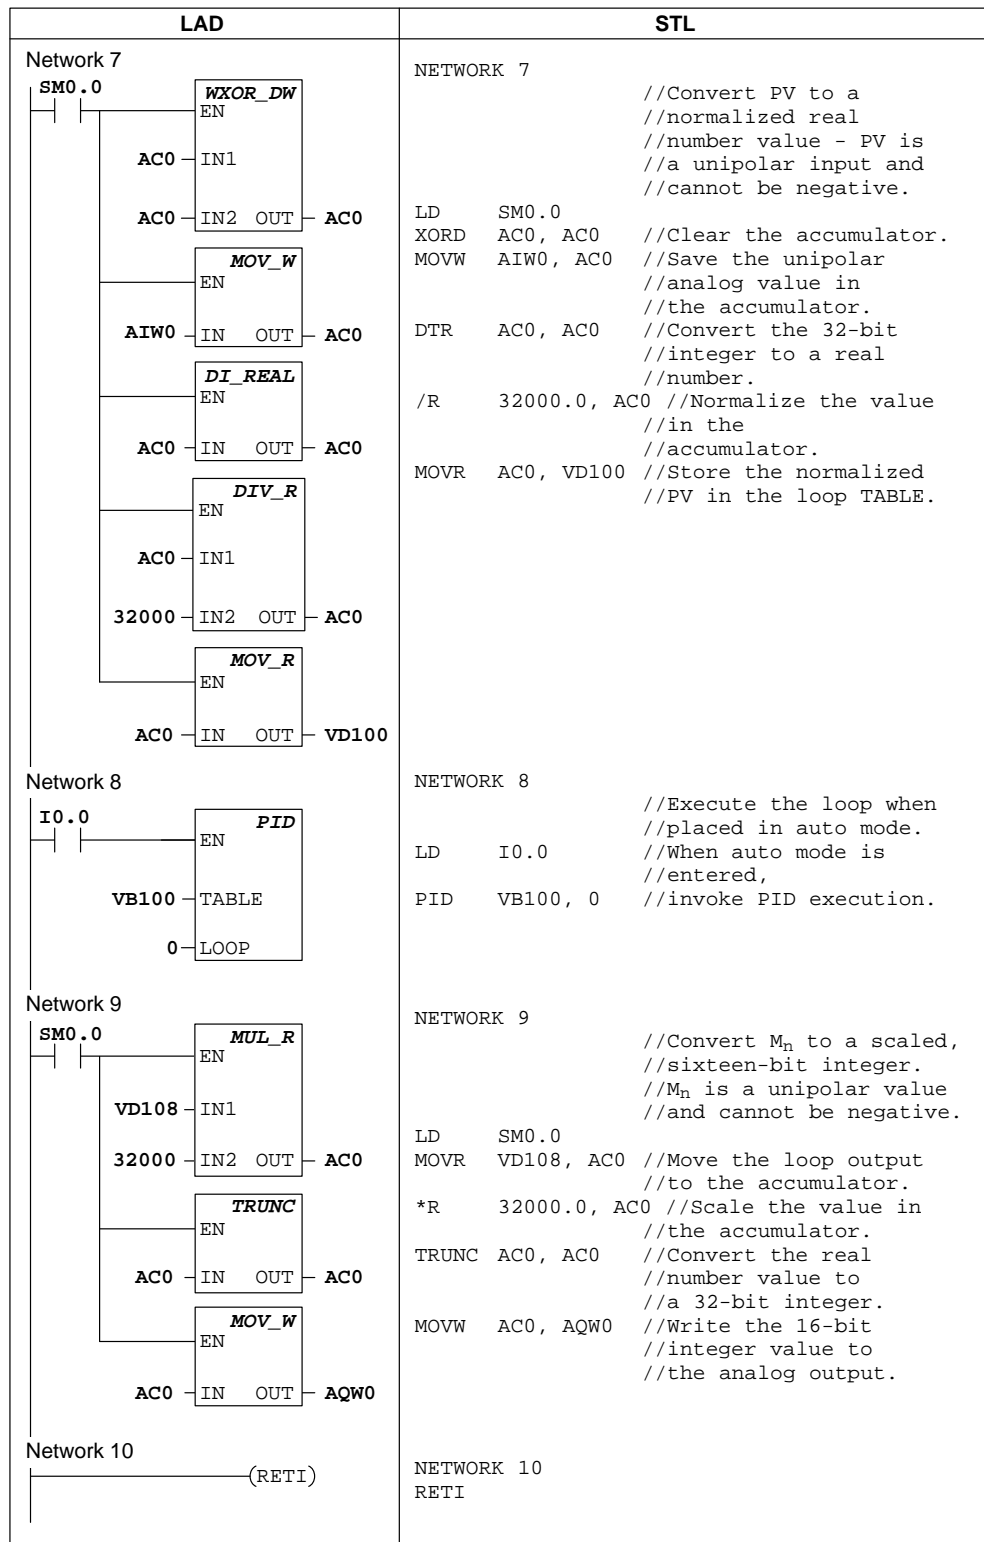 LAD STL
Network 7
SM0.0
WXOR_DW
EN
AC0 IN1
AC0 IN2 OUT AC0
MOV_W
EN
AIW0 IN OUT AC0
DI_REAL
EN
AC0 IN OUT AC0
DIV_R
EN
AC0 IN1
32000 IN2 OUT AC0
MOV_R
EN
AC0 IN OUT VD100
NETWORK 7
//Convert PV to a
//normalized real
//number value - PV is
//a unipolar input and
//cannot be negative.
LD SM0.0
XORD AC0, AC0 //Clear the accumulator.
MOVW AIW0, AC0 //Save the unipolar
//analog value in
//the accumulator.
DTR AC0, AC0 //Convert the 32-bit
//integer to a real
//number.
/R 32000.0, AC0 //Normalize the value
//in the
//accumulator.
MOVR AC0, VD100 //Store the normalized
//PV in the loop TABLE.
Network 8
I0.0
PID
EN
VB100 TABLE
0 LOOP
NETWORK 8
//Execute the loop when
//placed in auto mode.
LD I0.0 //When auto mode is
//entered,
PID VB100, 0 //invoke PID execution.
Network 9
SM0.0
MUL_R
EN
VD108 IN1
32000 IN2 OUT AC0
TRUNC
EN
AC0 IN OUT AC0
MOV_W
EN
AC0 IN OUT AQW0
NETWORK 9
//Convert Mn to a scaled,
//sixteen-bit integer.
//Mn is a unipolar value
//and cannot be negative.
LD SM0.0
MOVR VD108, AC0 //Move the loop output
//to the accumulator.
*R 32000.0, AC0 //Scale the value in
//the accumulator.
TRUNC AC0, AC0 //Convert the real
//number value to
//a 32-bit integer.
MOVW AC0, AQW0 //Write the 16-bit
//integer value to
//the analog output.
Network 10
(RETI)
NETWORK 10
RETI